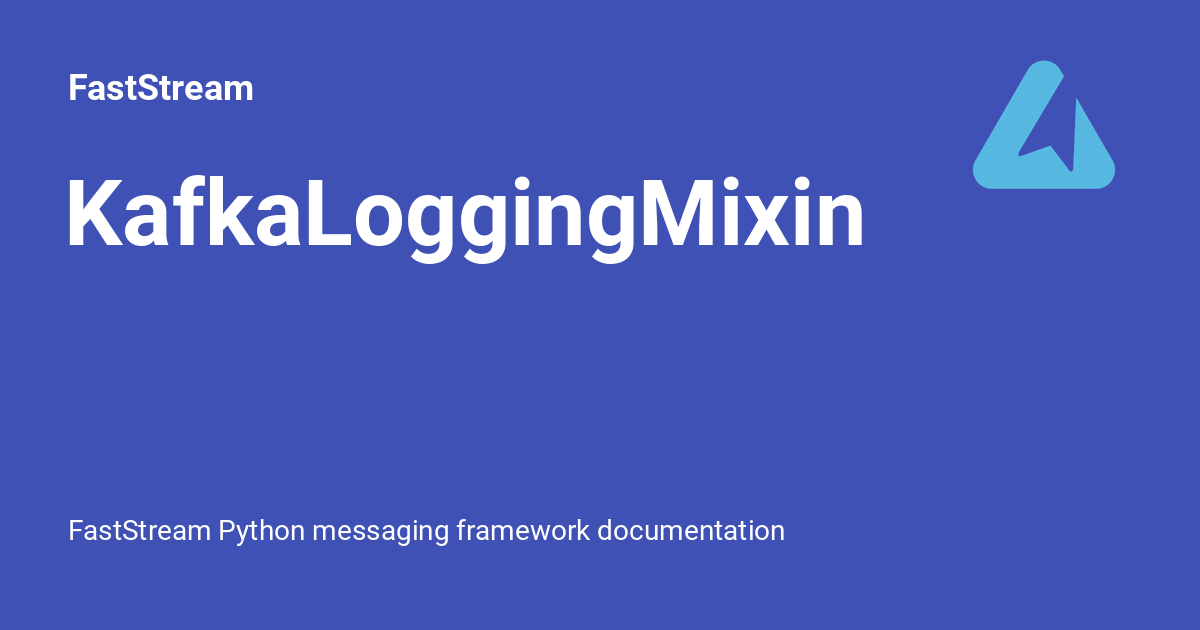 FastStream
KafkaLoggingMixin
FastStream Python messaging framework documentation